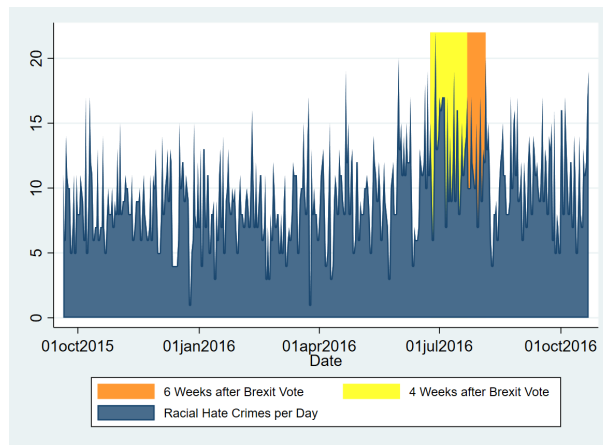 20
15
10
5
0
01oct2015 01jan2016 01apr2016 01jul2016 01oct2016
Date
6 Weeks after Brexit Vote 4 Weeks after Brexit Vote
Racial Hate Crimes per Day